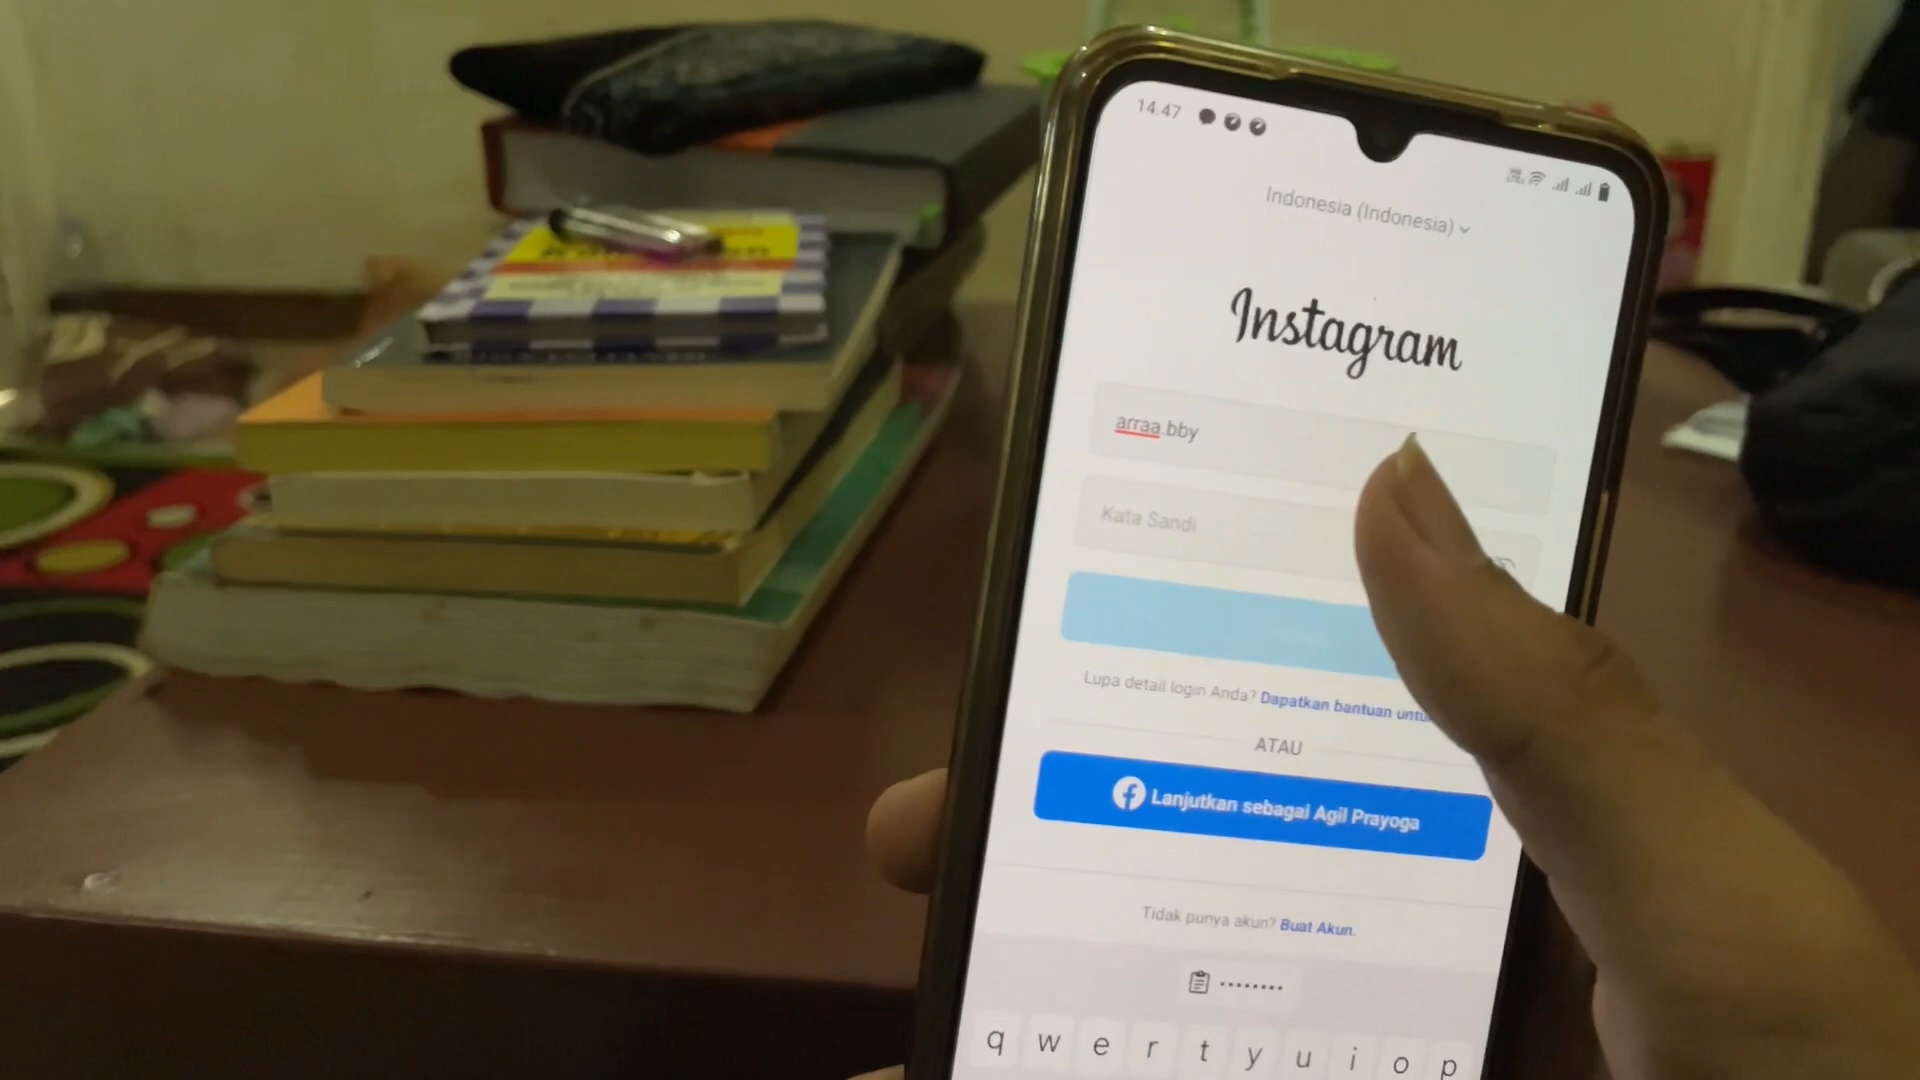 14.47
Indonesia (Indonesia)
Instagram
arraa.bby
Kata Sandi
Lupa detail login Anda? Dapatkan bantuan
ATAU
Lanjutkan sebagai Agil Prayoga
Tidak punya akun? Buat Akun.
q w e r t y u i o p